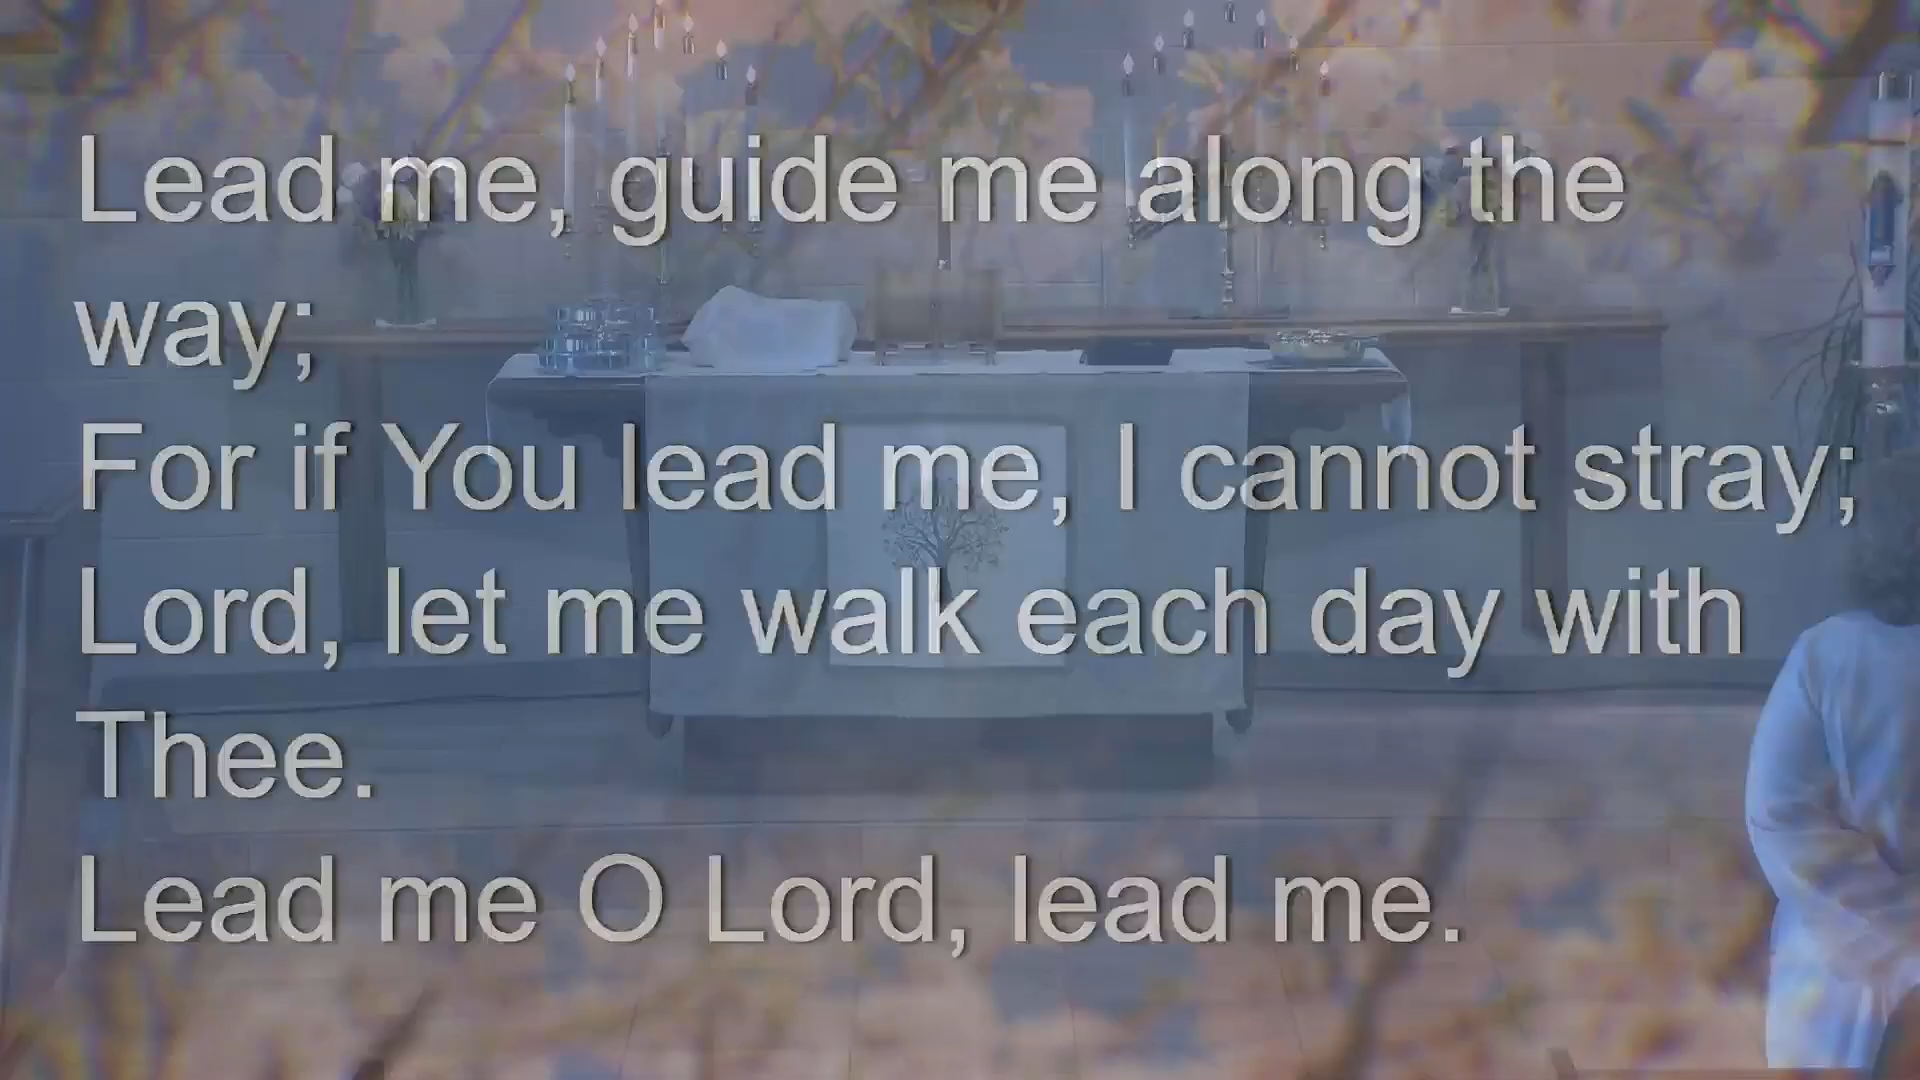 Lead me, guide me along the
way;
For if You lead me, I cannot stray;
Lord, let me walk each day with
Thee.
Lead me O Lord, lead me.